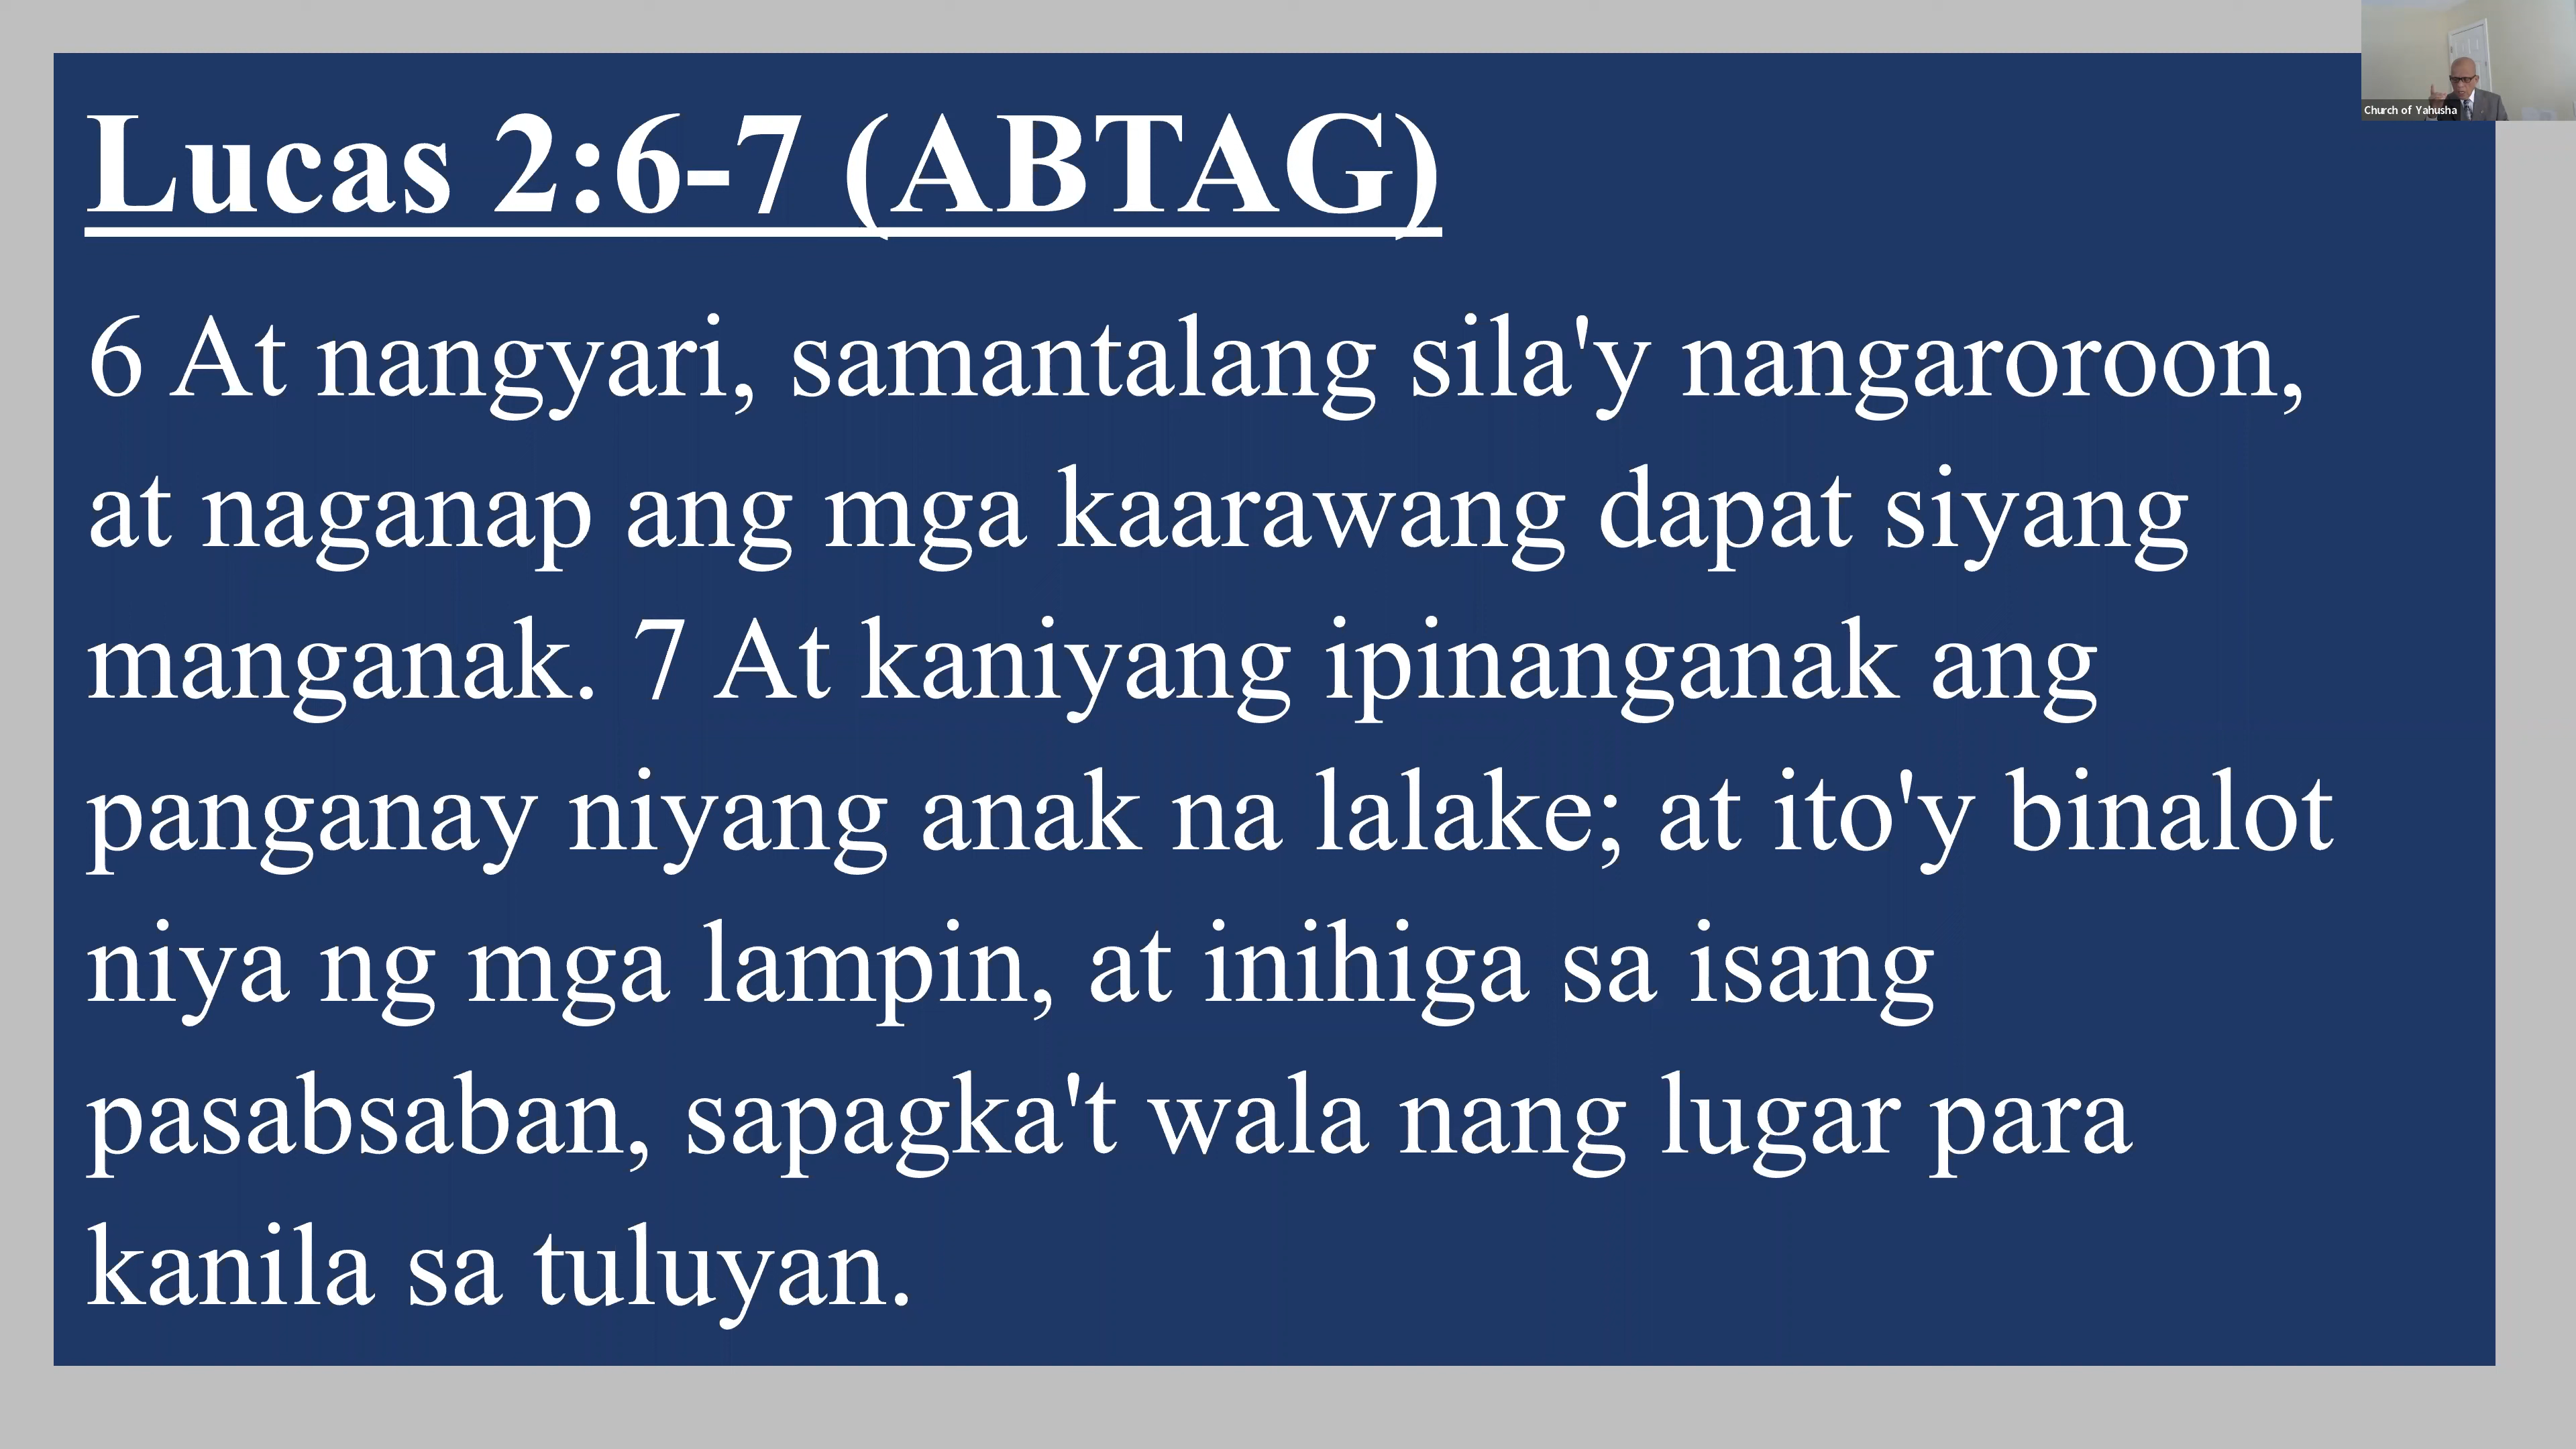 Lucas 2:6-7 (ABTAG)
6 At nangyari, samantalang sila'y nangaroroon,
at naganap ang mga kaarawang dapat siyang
manganak. 7 At kaniyang ipinanganak ang
panganay niyang anak na lalake; at ito'y binalot
niya ng mga lampin, at inihiga sa isang
pasabsaban, sapagka't wala nang lugar para
kanila sa tuluyan.
Church of Yahusha